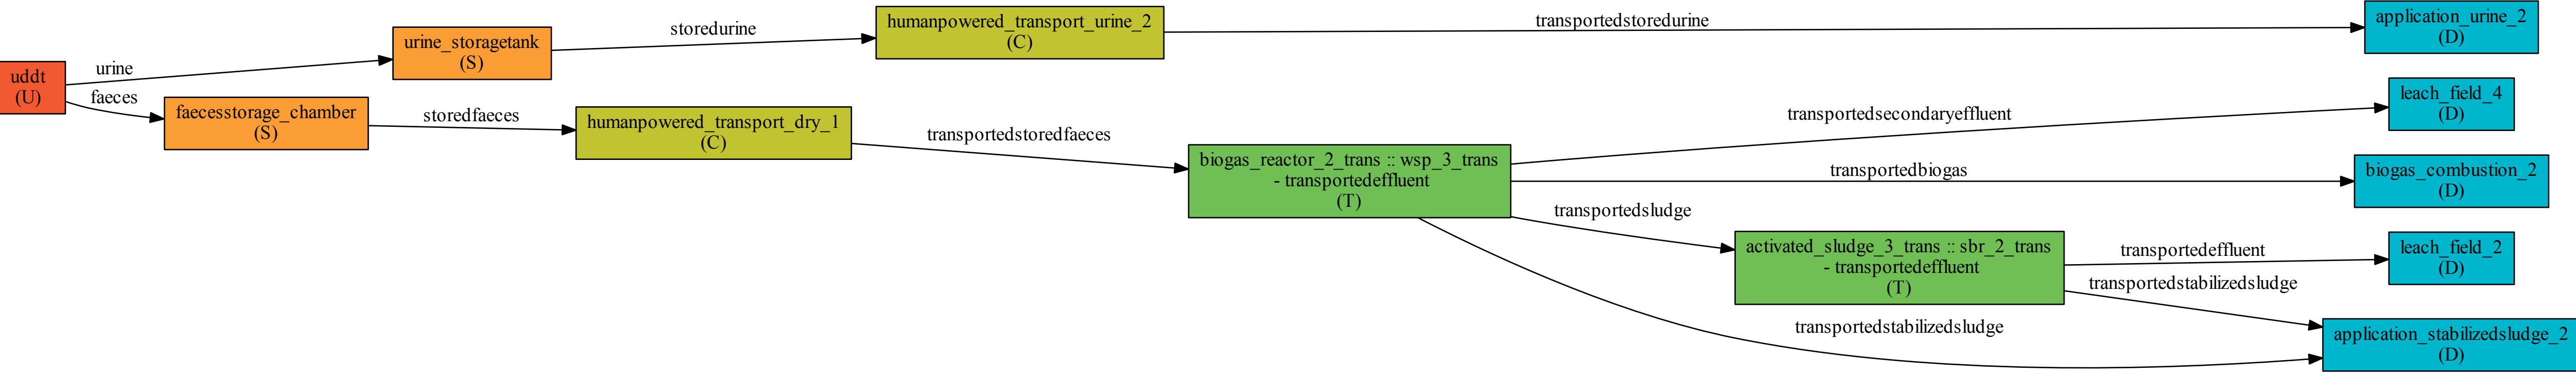 uddt
(U)
urine
faeces
urine_storagetank
(S)
faecesstorage_chamber
(S)
storedurine
storedfaeces
humanpowered_transport_urine_2
(C)
humanpowered_transport_dry_1
(C)
transportedstoredurine
transportedstoredfaeces
biogas_reactor_2_trans :: wsp_3_trans
- transportedeffluent
(T)
transportedsecondaryeffluent
transportedbiogas
transportedsludge
transportedstabilizedsludge
activated_sludge_3_trans :: sbr_2_trans
- transportedeffluent
(T)
transportedeffluent
transportedstabilizedsludge
application_urine_2
(D)
leach_field_4
(D)
biogas_combustion_2
(D)
leach_field_2
(D)
application_stabilizedsludge_2
(D)